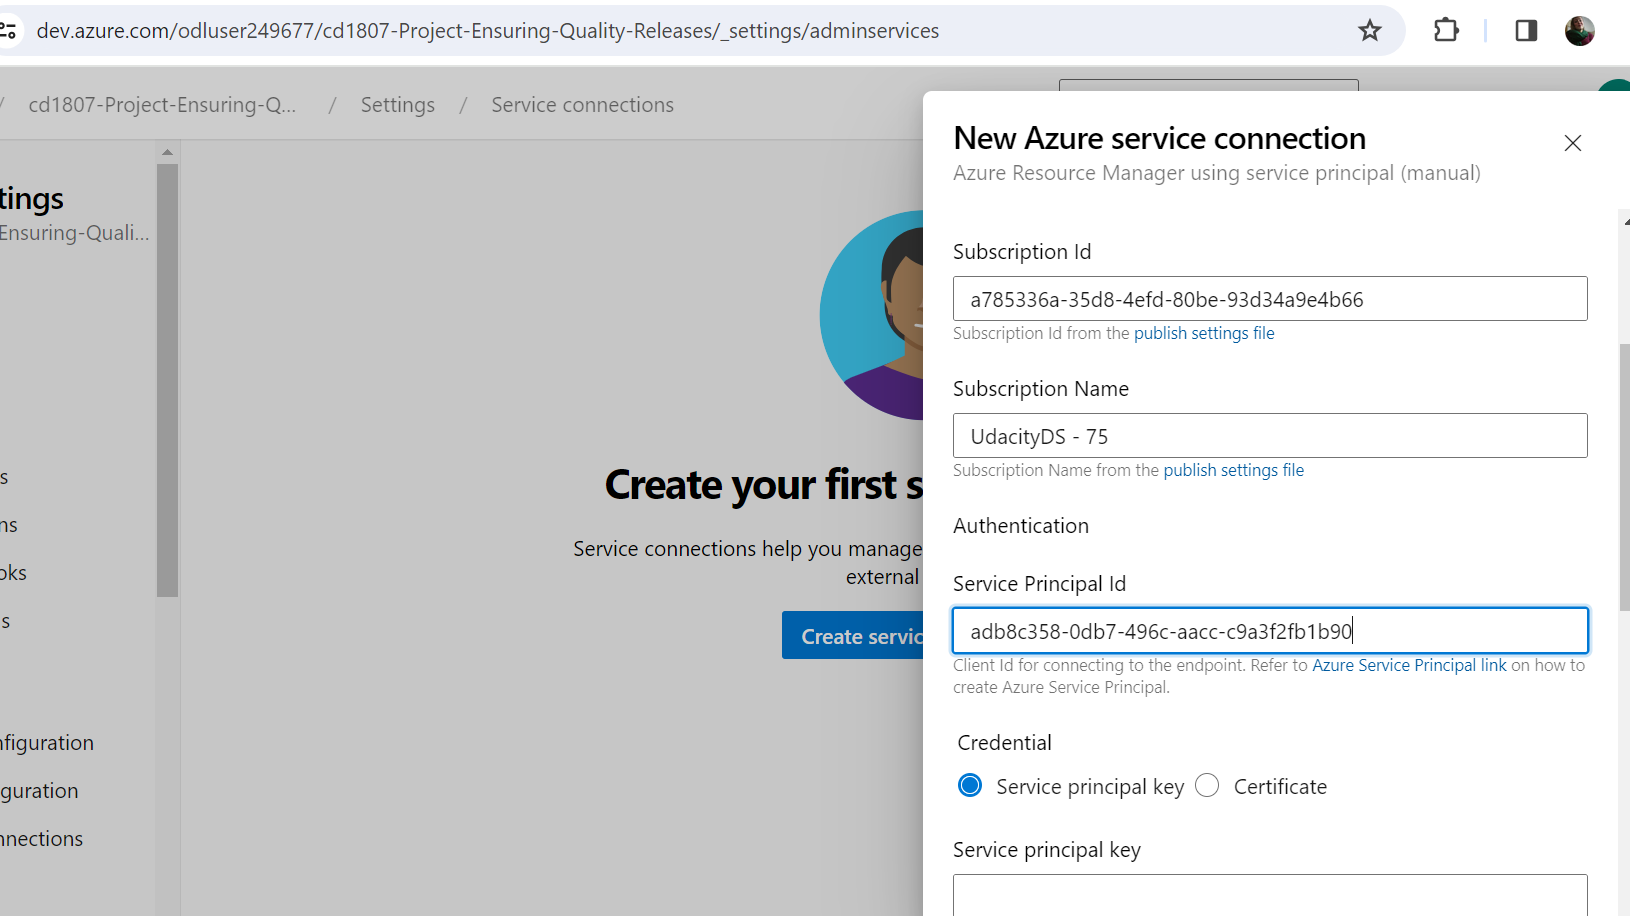 dev.azure.com/odluser249677/cd1807-Project-Ensuring-Quality-Releases/_settings/adminservices
/ cd1807-Project-Ensuring-Q... / Settings / Service connections
tings
Ensuring-Quali...
s
ns
oks
s
nfiguration
guration
nnections
Create your first s
Service connections help you manage
external
Create servic
New Azure service connection
Azure Resource Manager using service principal (manual)
Subscription Id
a785336a-35d8-4efd-80be-93d34a9e4b66
Subscription Id from the publish settings file
Subscription Name
UdacityDS - 75
Subscription Name from the publish settings file
Authentication
Service Principal Id
adb8c358-0db7-496c-aacc-c9a3f2fb1b90
Client Id for connecting to the endpoint. Refer to Azure Service Principal link on how to
create Azure Service Principal.
Credential
Service principal key Certificate
Service principal key